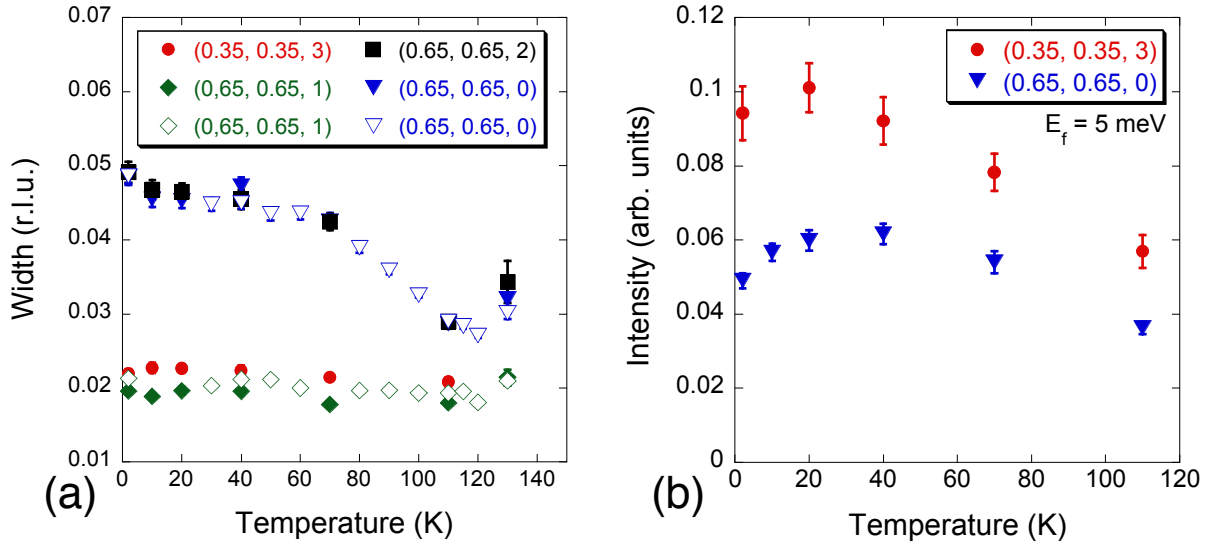 0.07
0.06
0.05
0.04
0.03
0.02
0.01
Width (r.l.u.)
(0.35, 0.35, 3)
(0.65, 0.65, 2)
(0,65, 0.65, 1)
(0.65, 0.65, 0)
(0,65, 0.65, 1)
(0.65, 0.65, 0)
0 20 40 60 80 100 120 140
Temperature (K)
(a)
0.1
0.08
0.06
0.04
0.02
0
Intensity (arb. units)
(0.35, 0.35, 3)
(0.65, 0.65, 0)
E_f = 5 meV
0 20 40 60 80 100 120
Temperature (K)
(b)